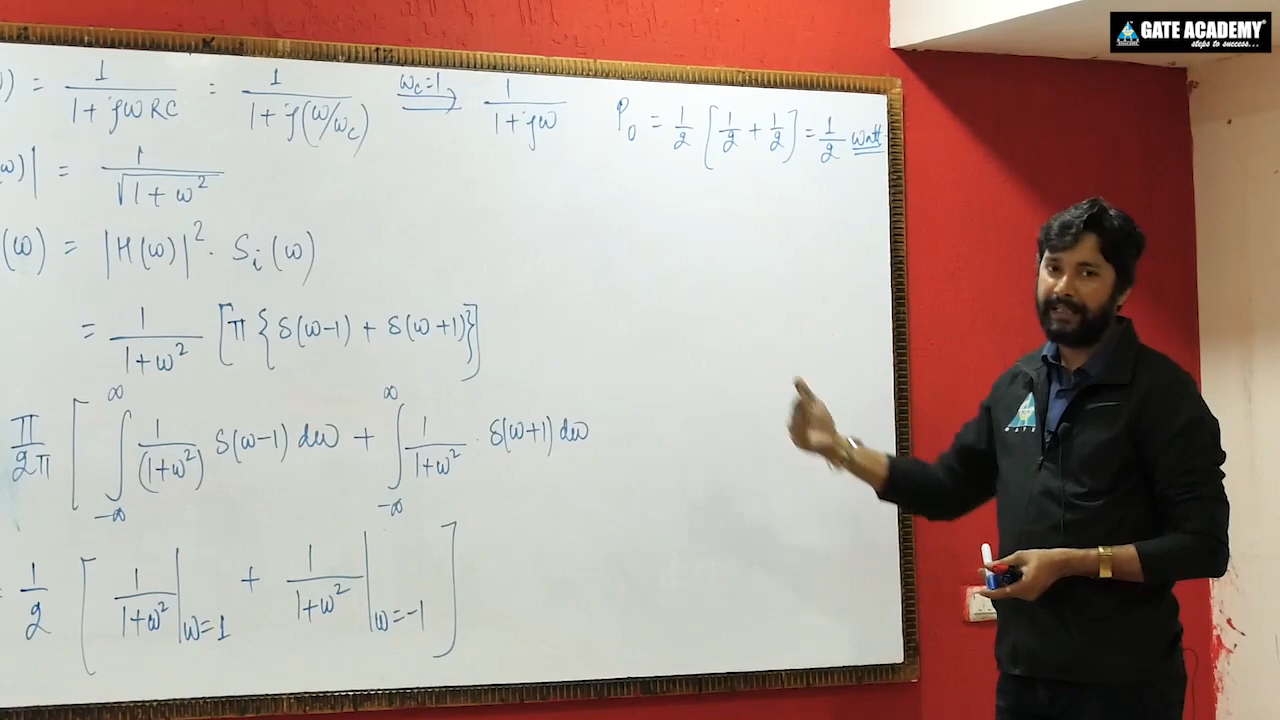 GATE ACADEMY®
steps to success...
) = 1/(1+jωRC) = 1/(1+j(ω/ωc)) ωc=1 → 1/(1+jω)
P₀ = 1/2 [1/2 + 1/2] = 1/2 watt.
ω)| = 1/√(1+ω²)
(ω) = |H(ω)|² · Si(ω)
= 1/(1+ω²) [π{δ(ω-1) + δ(ω+1)}]
π/2π [ ∫_{-∞}^{∞} 1/(1+ω²) δ(ω-1) dω + ∫_{-∞}^{∞} 1/(1+ω²) · δ(ω+1) dω
= 1/2 [ 1/(1+ω²)|ω=1 + 1/(1+ω²)|ω=-1 ]
GATE